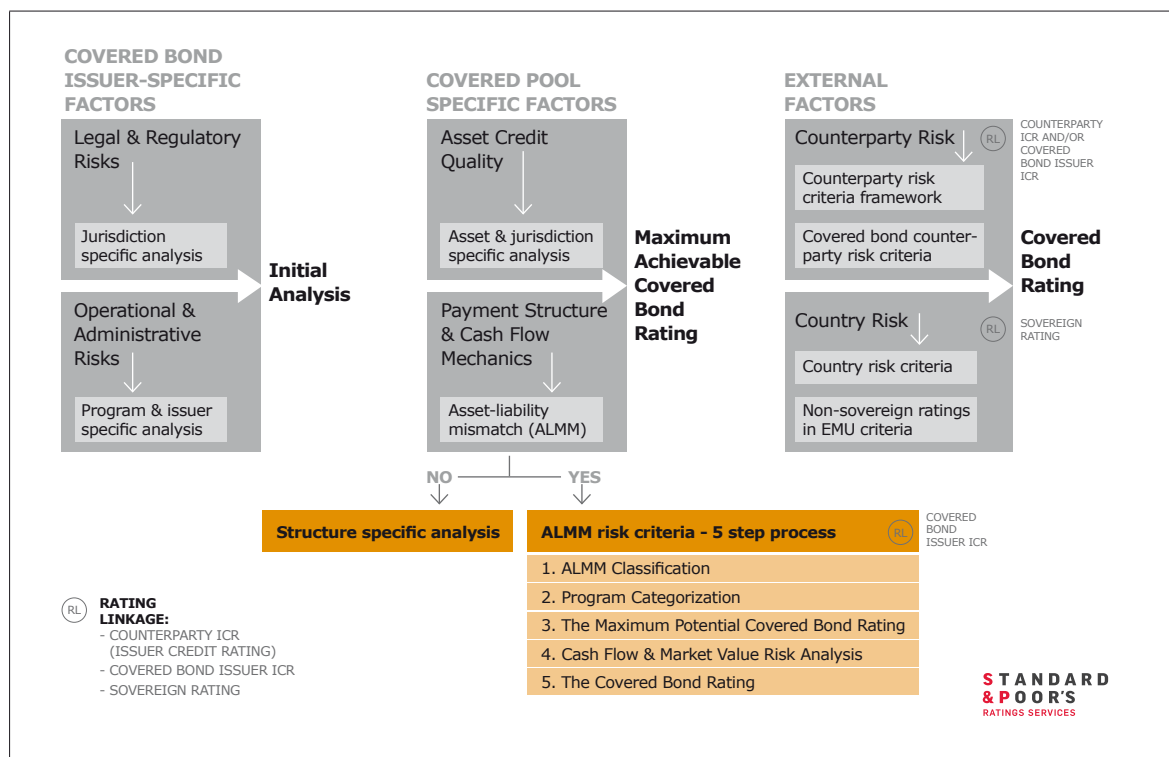 COVERED BOND
ISSUER-SPECIFIC
FACTORS
Legal & Regulatory
Risks
Jurisdiction
specific analysis
Operational &
Administrative
Risks
Program & issuer
specific analysis
Initial
Analysis
COVERED POOL
SPECIFIC FACTORS
Asset Credit
Quality
Asset & jurisdiction
specific analysis
Payment Structure
& Cash Flow
Mechanics
Asset-liability
mismatch (ALMM)
Maximum
Achievable
Covered
Bond
Rating
EXTERNAL
FACTORS
Counterparty Risk
RL
COUNTERPARTY
ICR AND/OR
COVERED
BOND ISSUER
ICR
Counterparty risk
criteria framework
Covered bond counter-
party risk criteria
Country Risk
RL
SOVEREIGN
RATING
Country risk criteria
Non-sovereign ratings
in EMU criteria
Covered
Bond
Rating
NO
YES
Structure specific analysis
ALMM risk criteria - 5 step process
RL
COVERED
BOND
ISSUER ICR
1. ALMM Classification
2. Program Categorization
3. The Maximum Potential Covered Bond Rating
4. Cash Flow & Market Value Risk Analysis
5. The Covered Bond Rating
RL
RATING
LINKAGE:
- COUNTERPARTY ICR
(ISSUER CREDIT RATING)
- COVERED BOND ISSUER ICR
- SOVEREIGN RATING
STANDARD
&POOR'S
RATINGS SERVICES